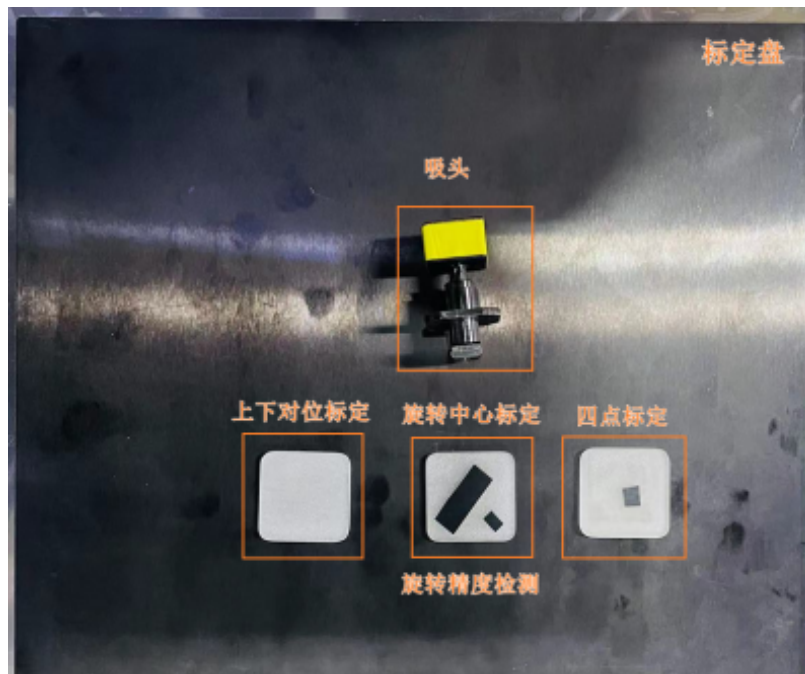 标定盘
吸头
上下对位标定
旋转中心标定
四点标定
旋转精度检测